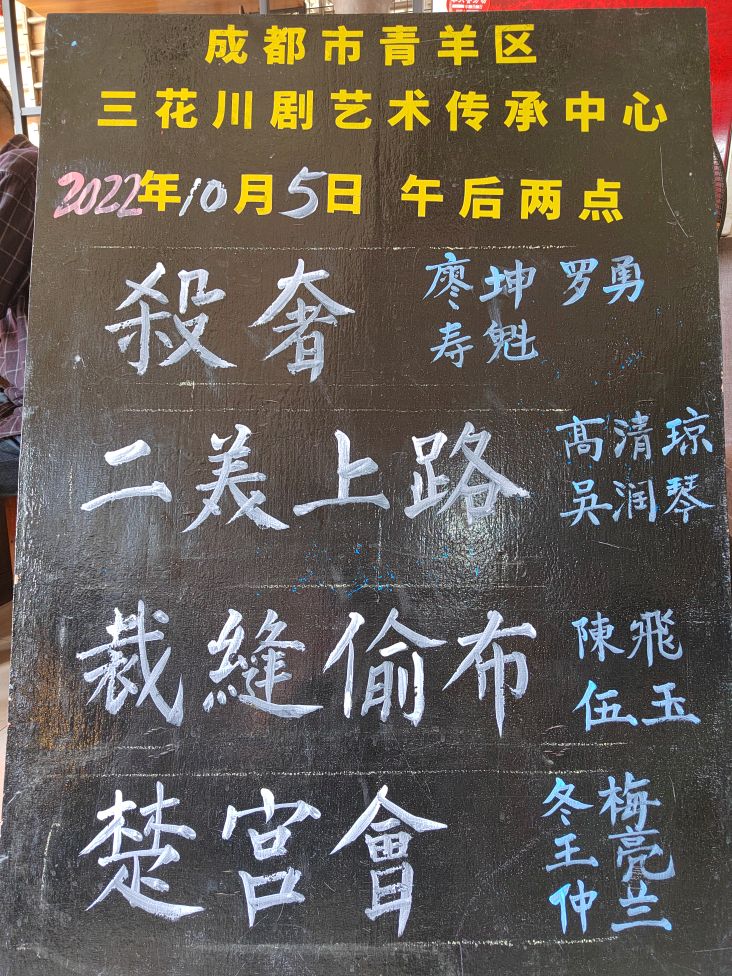 成都市青羊区
三花川剧艺术传承中心
2022年10月5日 午后两点
殺奢 廖坤 罗勇
寿魁
二美上路 高清琼
吳润琴
裁縫偷布 陳飛
伍玉
楚宫會 冬梅
王亮
仲兰